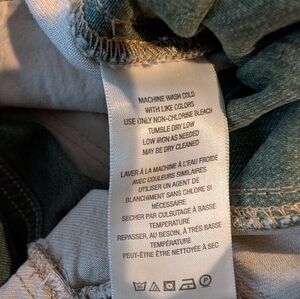 MACHINE WASH COLD
WITH LIKE COLORS
USE ONLY NON-CHLORINE BLEACH
TUMBLE DRY LOW
LOW IRON AS NEEDED
MAY BE DRY CLEANED
LAVER À LA MACHINE À L'EAU FROIDE
AVEC COULEURS SIMILAIRES
UTILISER UN AGENT DE
BLANCHIMENT SANS CHLORE SI
NÉCESSAIRE
SECHER PAR CULBUTAGE À BASSE
TEMPERATURE
REPASSER, AU BESOIN, À TRÈS BASSE
TEMPÉRATURE
PEUT-ÊTRE ÊTRE NETTOYÉE À SEC